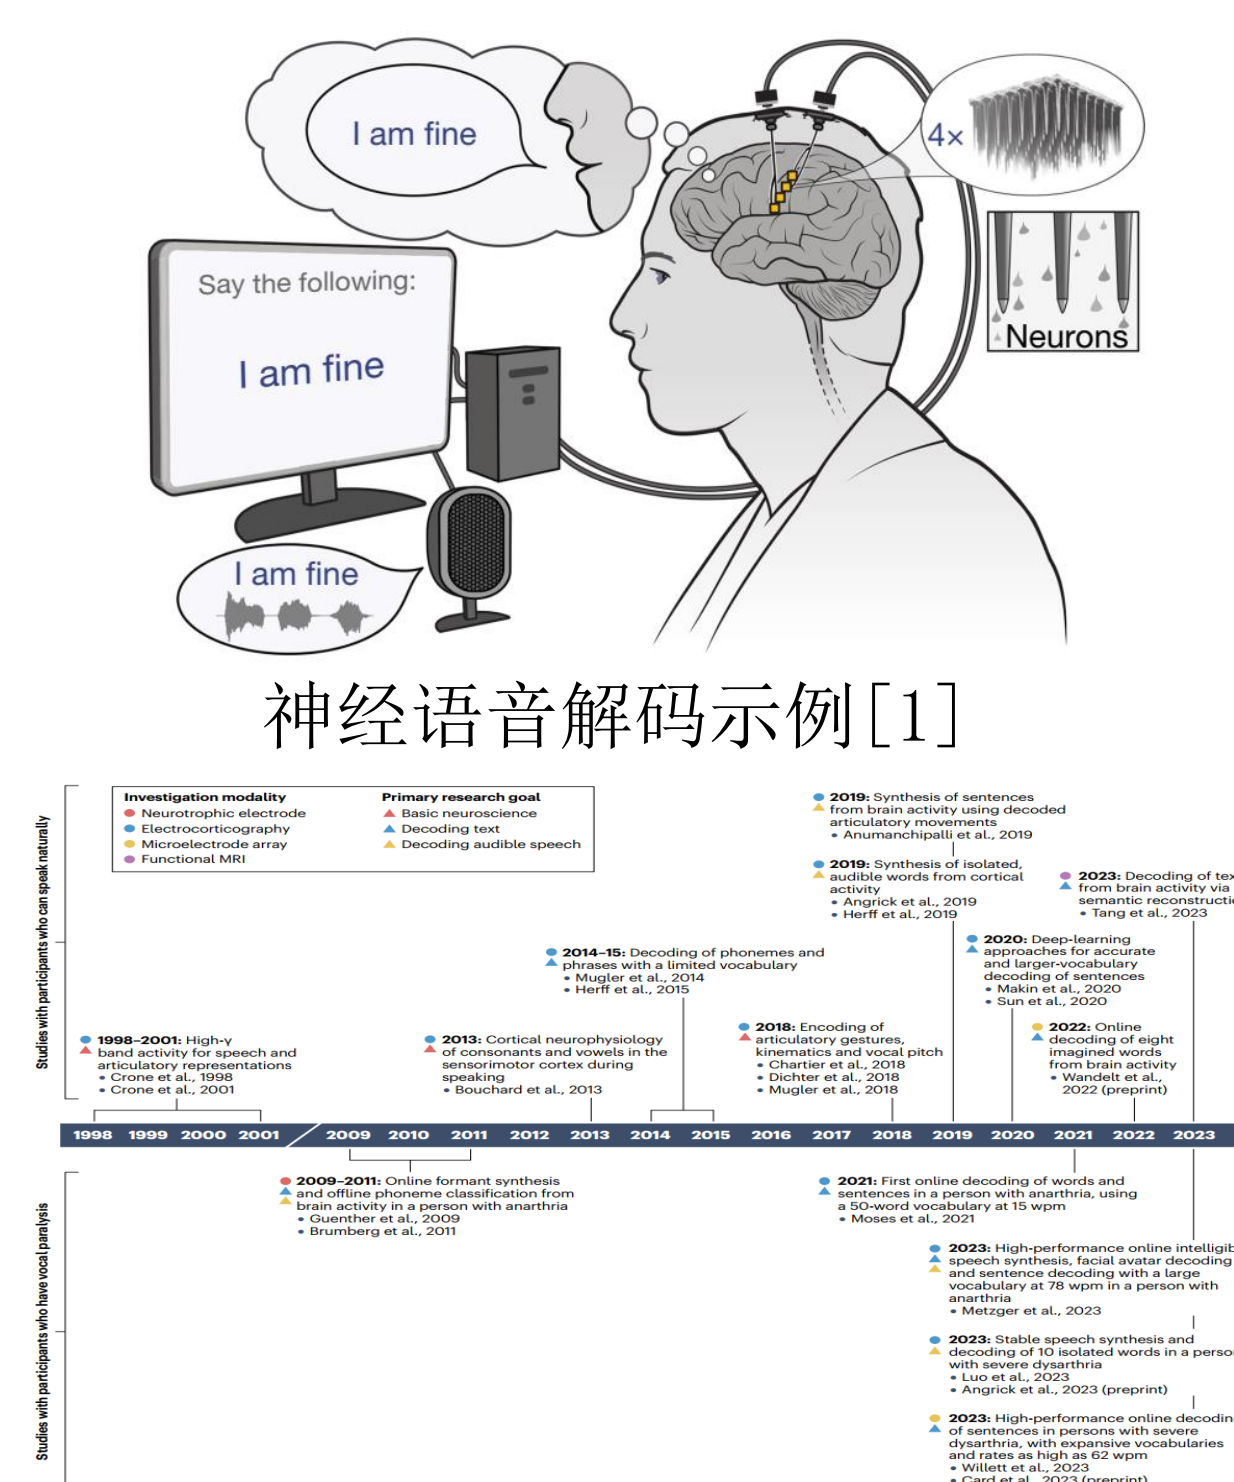 I am fine
4×
Say the following:
I am fine
Neurons
I am fine
神经语音解码示例[1]
Studies with participants who can speak naturally
Investigation modality
Neurotrophic electrode
Electrocorticography
Microelectrode array
Functional MRI
Primary research goal
Basic neuroscience
Decoding text
Decoding audible speech
1998–2001: High-γ
band activity for speech and
articulatory representations
• Crone et al., 1998
• Crone et al., 2001
2013: Cortical neurophysiology
of consonants and vowels in the
sensorimotor cortex during
speaking
• Bouchard et al., 2013
2014–15: Decoding of phonemes and
phrases with a limited vocabulary
• Mugler et al., 2014
• Herff et al., 2015
2018: Encoding of
articulatory gestures,
kinematics and vocal pitch
• Chartier et al., 2018
• Dichter et al., 2018
• Mugler et al., 2018
2019: Synthesis of sentences
from brain activity using decoded
articulatory movements
• Anumanchipalli et al., 2019
2019: Synthesis of isolated,
audible words from cortical
activity
• Angrick et al., 2019
• Herff et al., 2019
2020: Deep-learning
approaches for accurate
and larger-vocabulary
decoding of sentences
• Makin et al., 2020
• Sun et al., 2020
2022: Online
decoding of eight
imagined words
from brain activity
• Wandelt et al.,
2022 (preprint)
2023: Decoding of
from brain activity via
semantic
• Tang et al., 2023
1998 1999 2000 2001 2009 2010 2011 2012 2013 2014 2015 2016 2017 2018 2019 2020 2021 2022 2023
Studies with participants who have vocal paralysis
2009–2011: Online formant synthesis
and offline phoneme classification from
brain activity in a person with anarthria
• Guenther et al., 2009
• Brumberg et al., 2011
2021: First online decoding of words and
sentences in a person with anarthria, using
a 50-word vocabulary at 15 wpm
• Moses et al., 2021
2023: High-performance online
speech synthesis, facial avatar decoding
and sentence decoding with a large
vocabulary at 78 wpm in a person with
anarthria
• Metzger et al., 2023
2023: Stable speech synthesis and
decoding of 10 isolated words in a
with severe dysarthria
• Luo et al., 2023
• Angrick et al., 2023 (preprint)
2023: High-performance online
of sentences in persons with severe
dysarthria, with expansive vocabularies
and rates as high as 62 wpm
• Willett et al., 2023
• Card et al., 2023 (preprint)